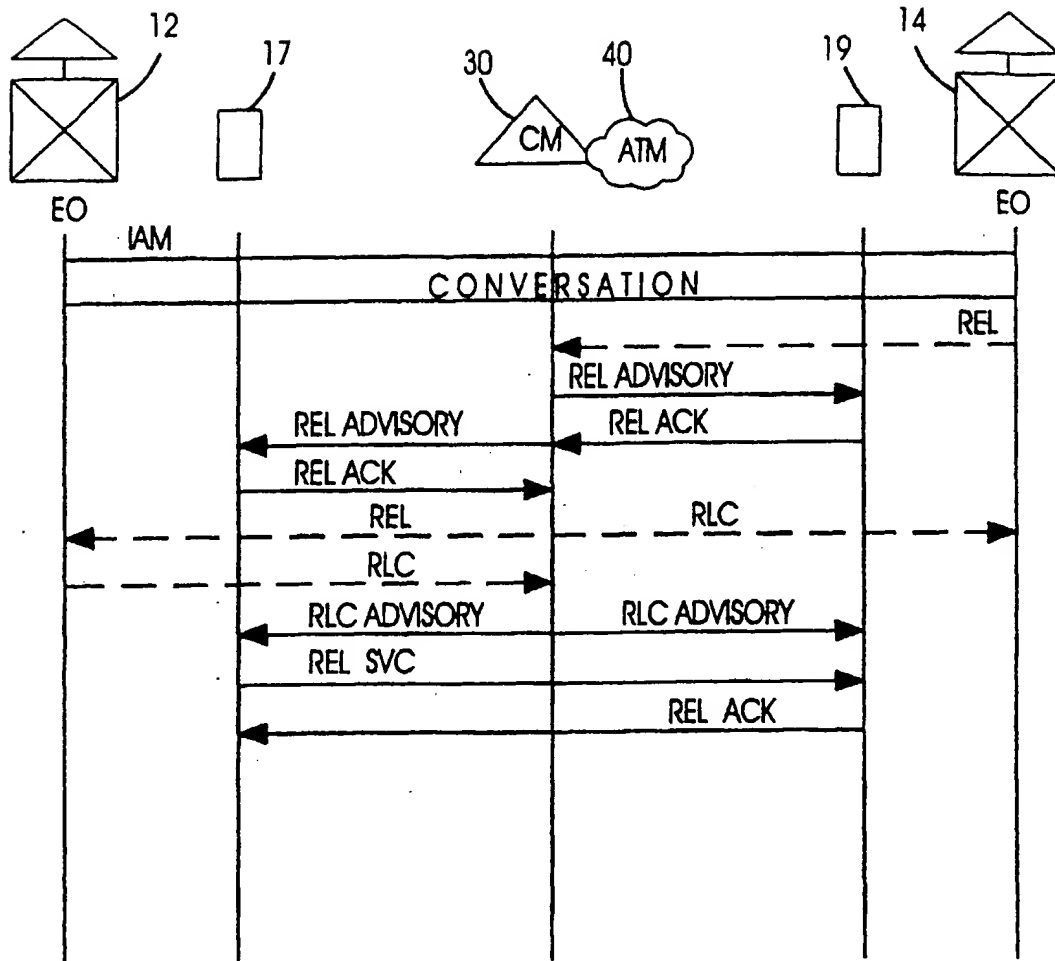 12 17 30 40 19 14
CM ATM
EO EO
IAM
CONVERSATION
REL
REL ADVISORY
REL ADVISORY REL ACK
REL ACK
REL RLC
RLC
RLC ADVISORY RLC ADVISORY
REL SVC
REL ACK